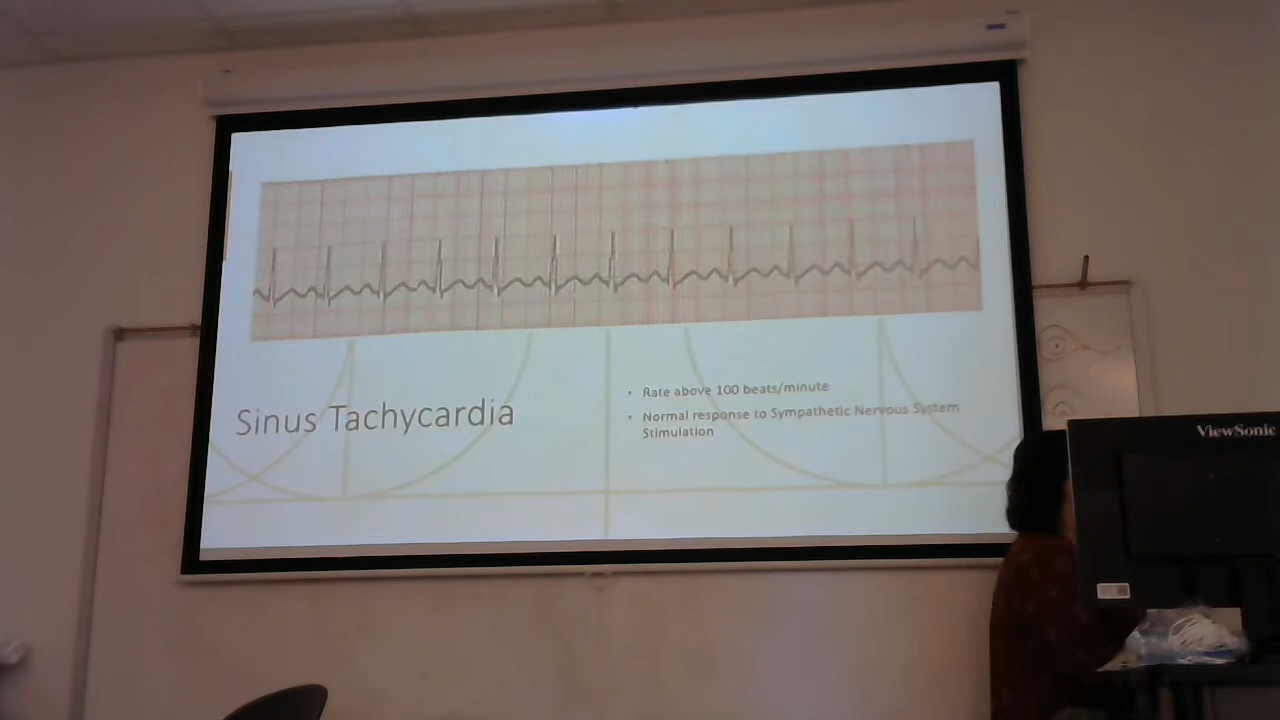 Sinus Tachycardia
• Rate above 100 beats/minute
• Normal response to Sympathetic Nervous System
Stimulation
ViewSonic